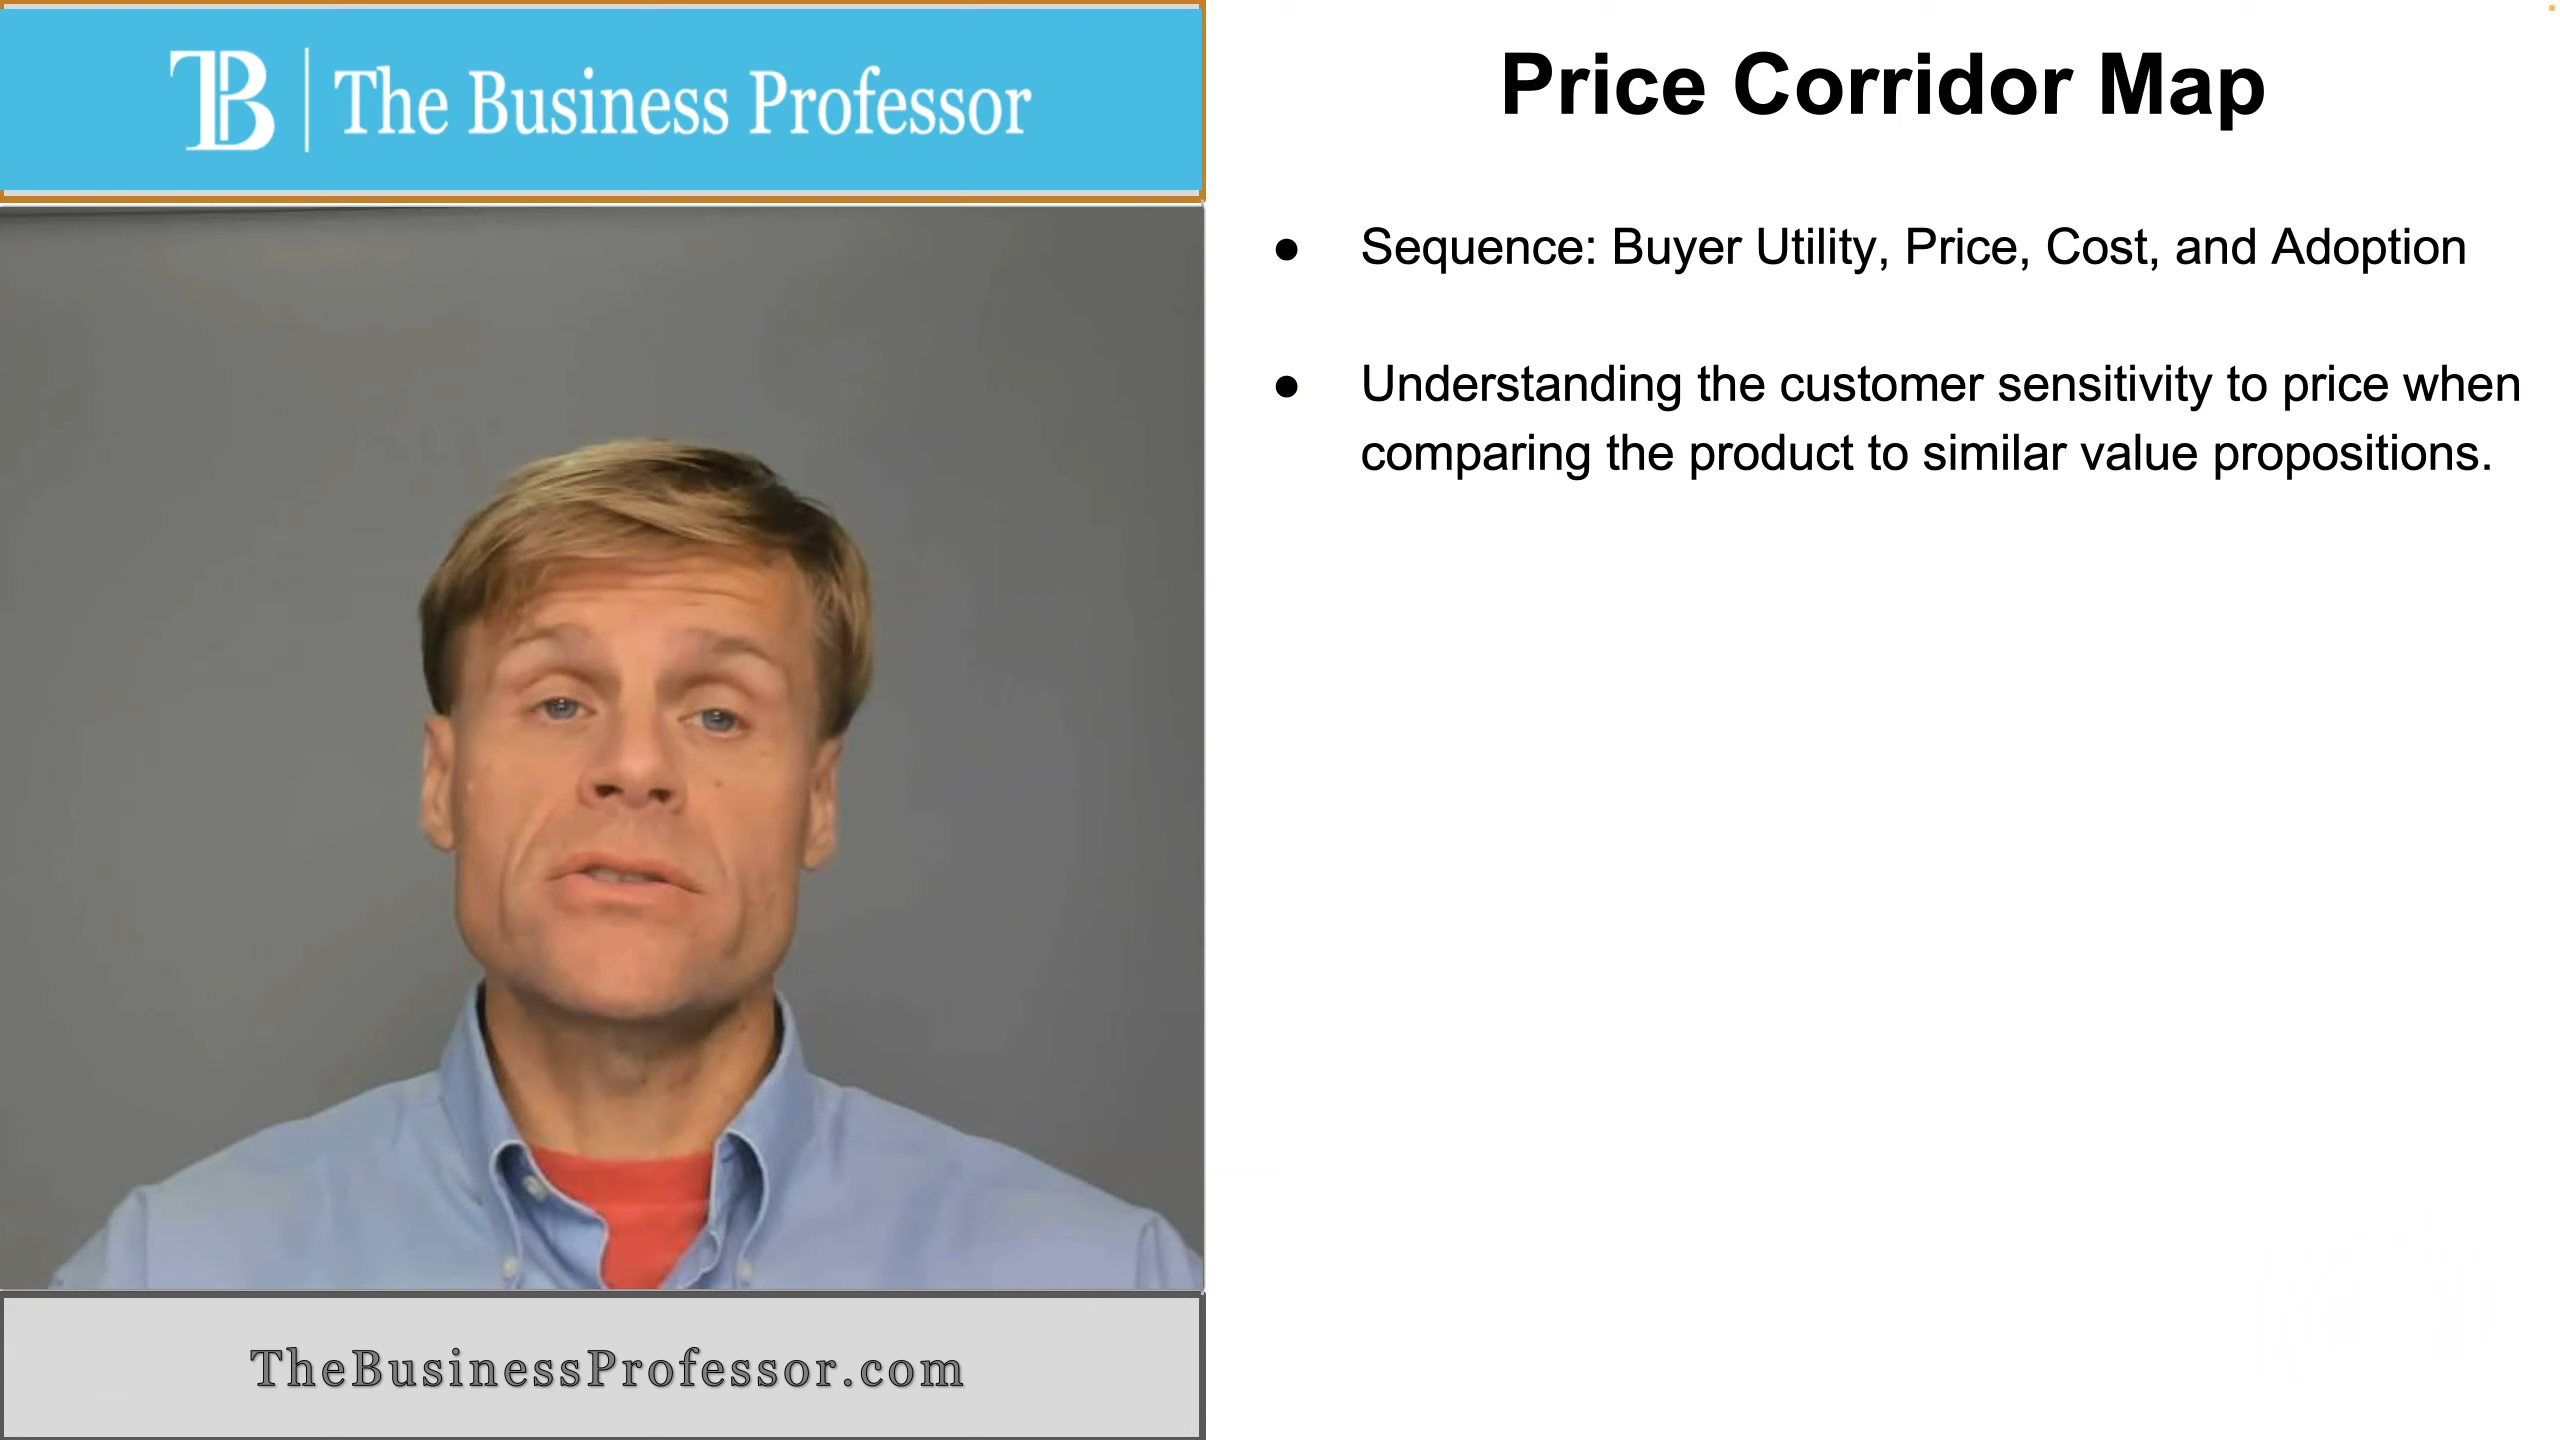 TB
The Business Professor
Price Corridor Map
● Sequence: Buyer Utility, Price, Cost, and Adoption
● Understanding the customer sensitivity to price when
comparing the product to similar value propositions.
TheBusinessProfessor.com